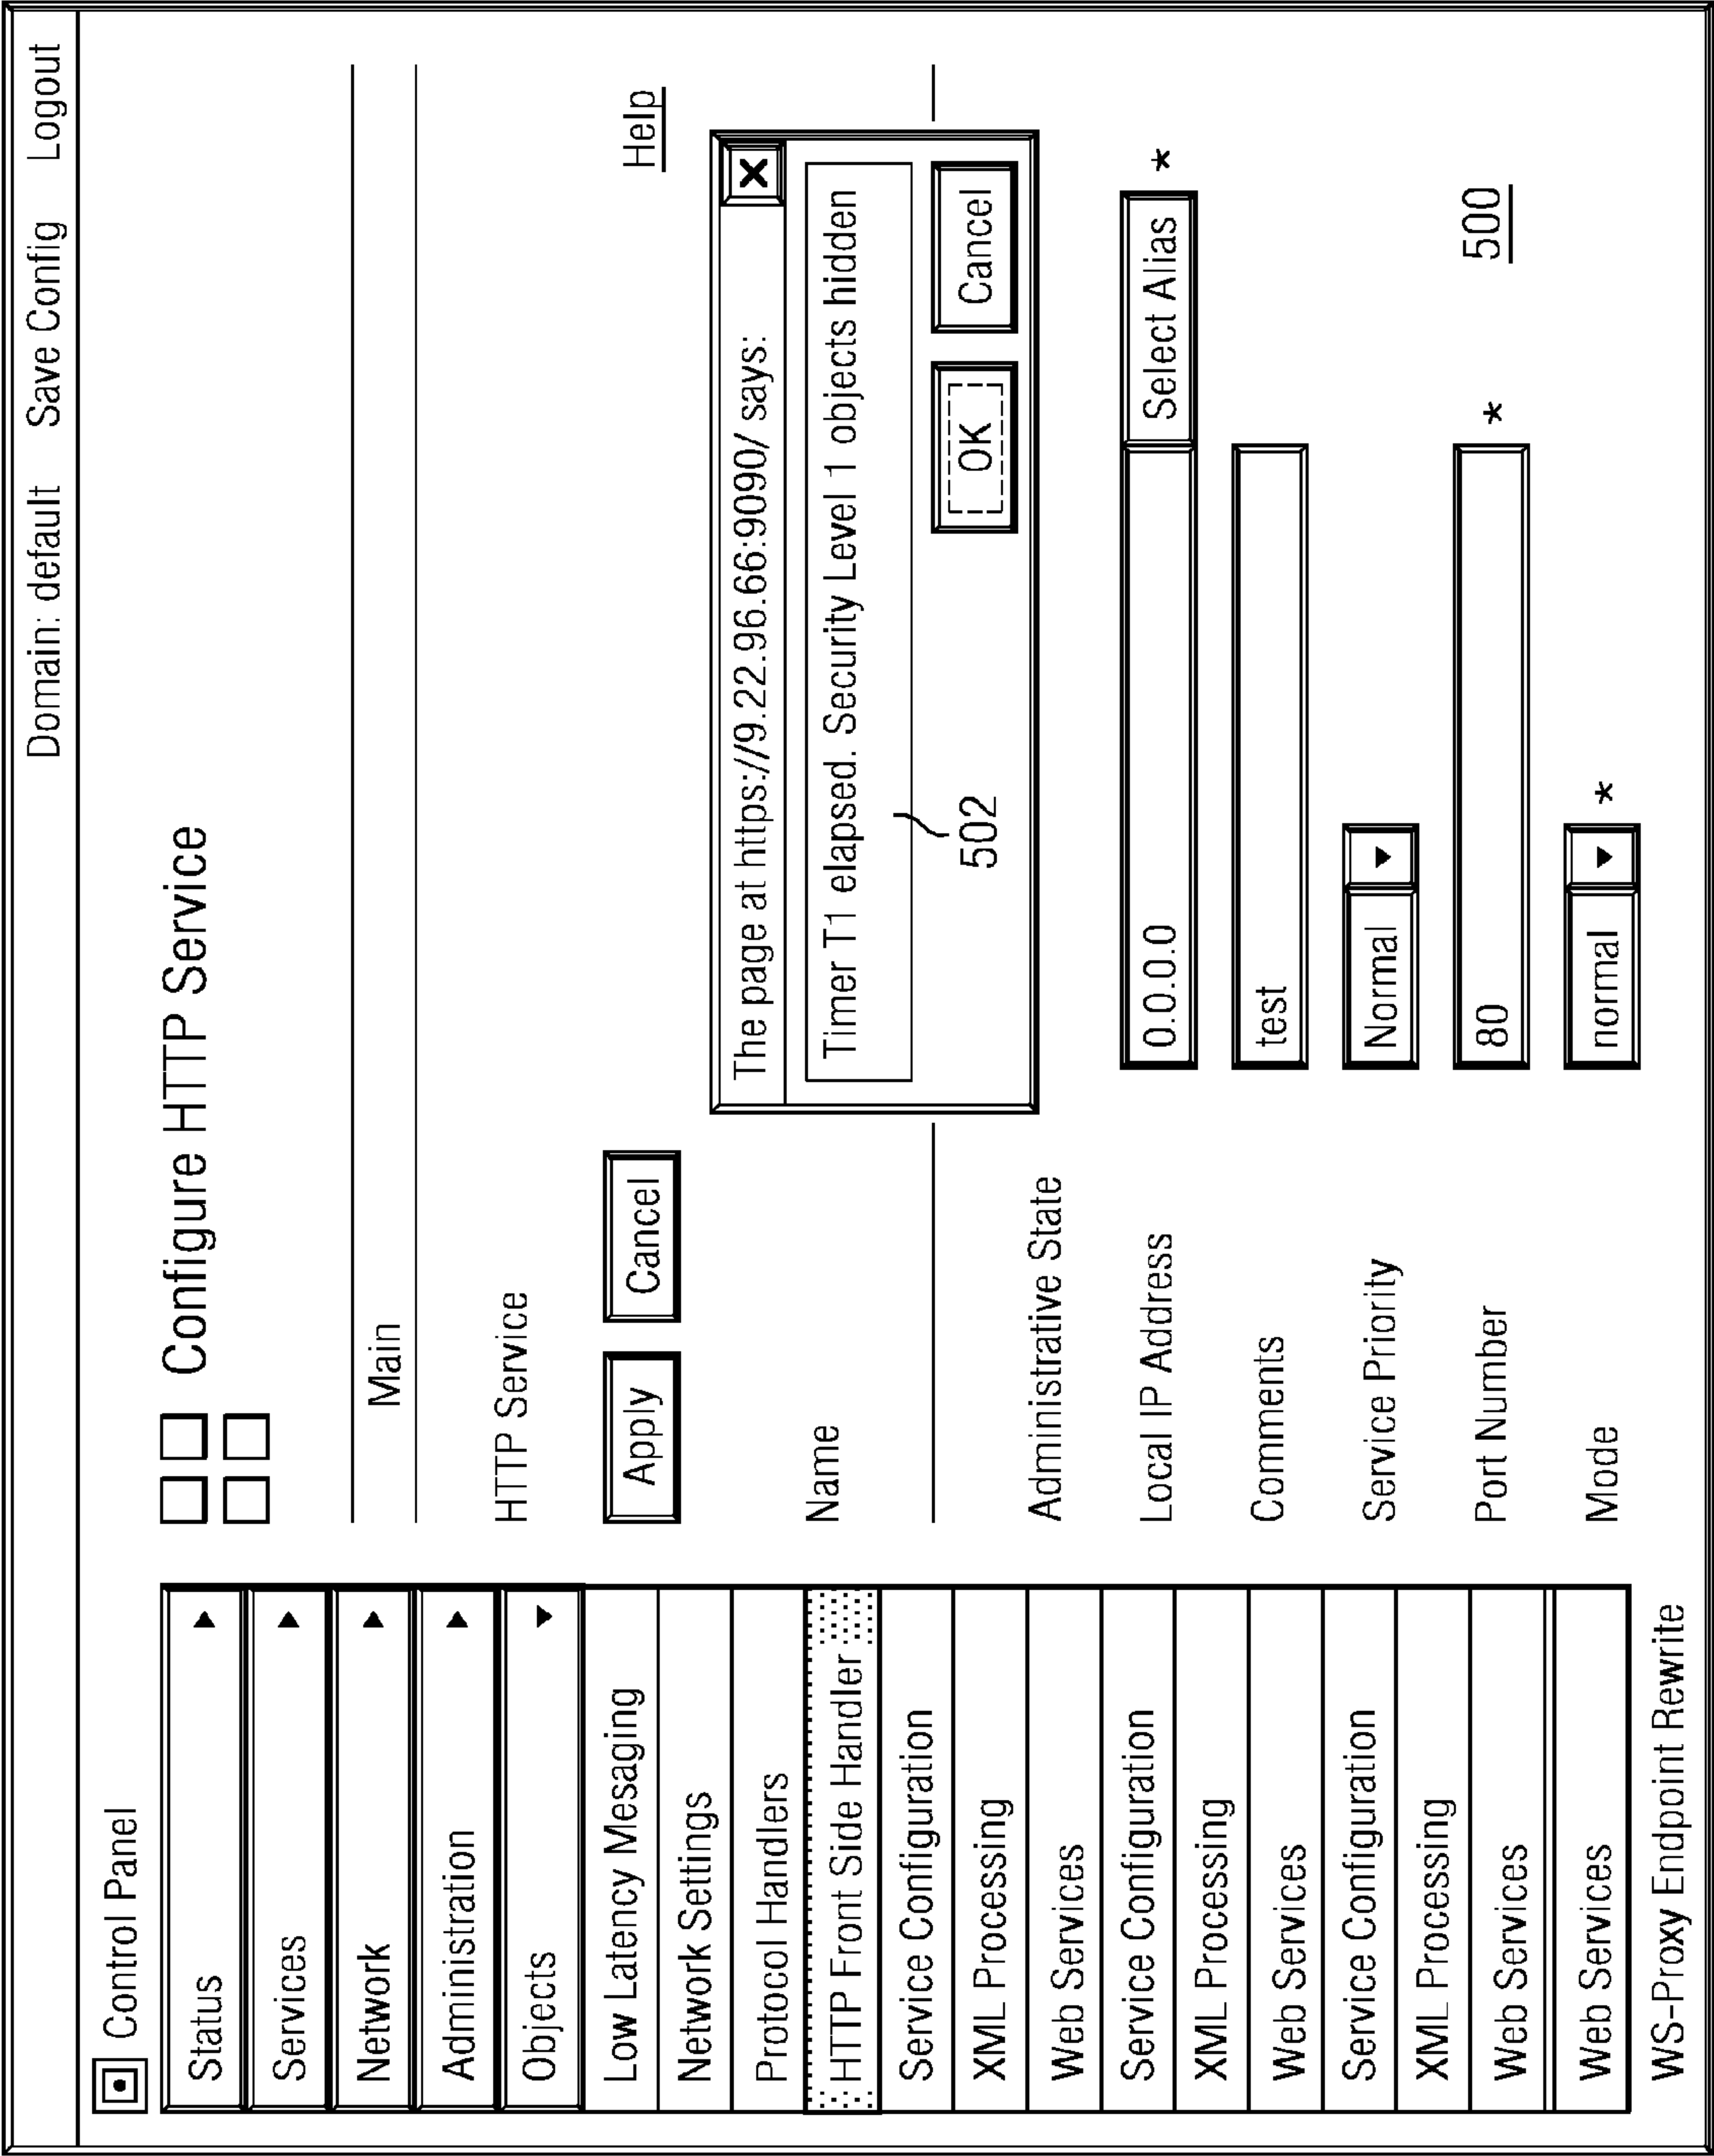 Domain: default Save Config Logout
Control Panel
Configure HTTP Service
Status
Services
Network
Administration
Objects
Low Latency Mesaging
Network Settings
Protocol Handlers
HTTP Front Side Handler
Service Configuration
XML Processing
Web Services
Service Configuration
XML Processing
Web Services
Service Configuration
XML Processing
Web Services
Web Services
WS-Proxy Endpoint Rewrite
Main
HTTP Service
Apply Cancel
Help
Name
The page at https://9.22.96.66:9090/ says:
X
Timer T1 elapsed. Security Level 1 objects hidden
502
OK Cancel
Administrative State
Local IP Address 0.0.0.0 Select Alias *
Comments test
Service Priority Normal
Port Number 80 *
500
Mode normal *